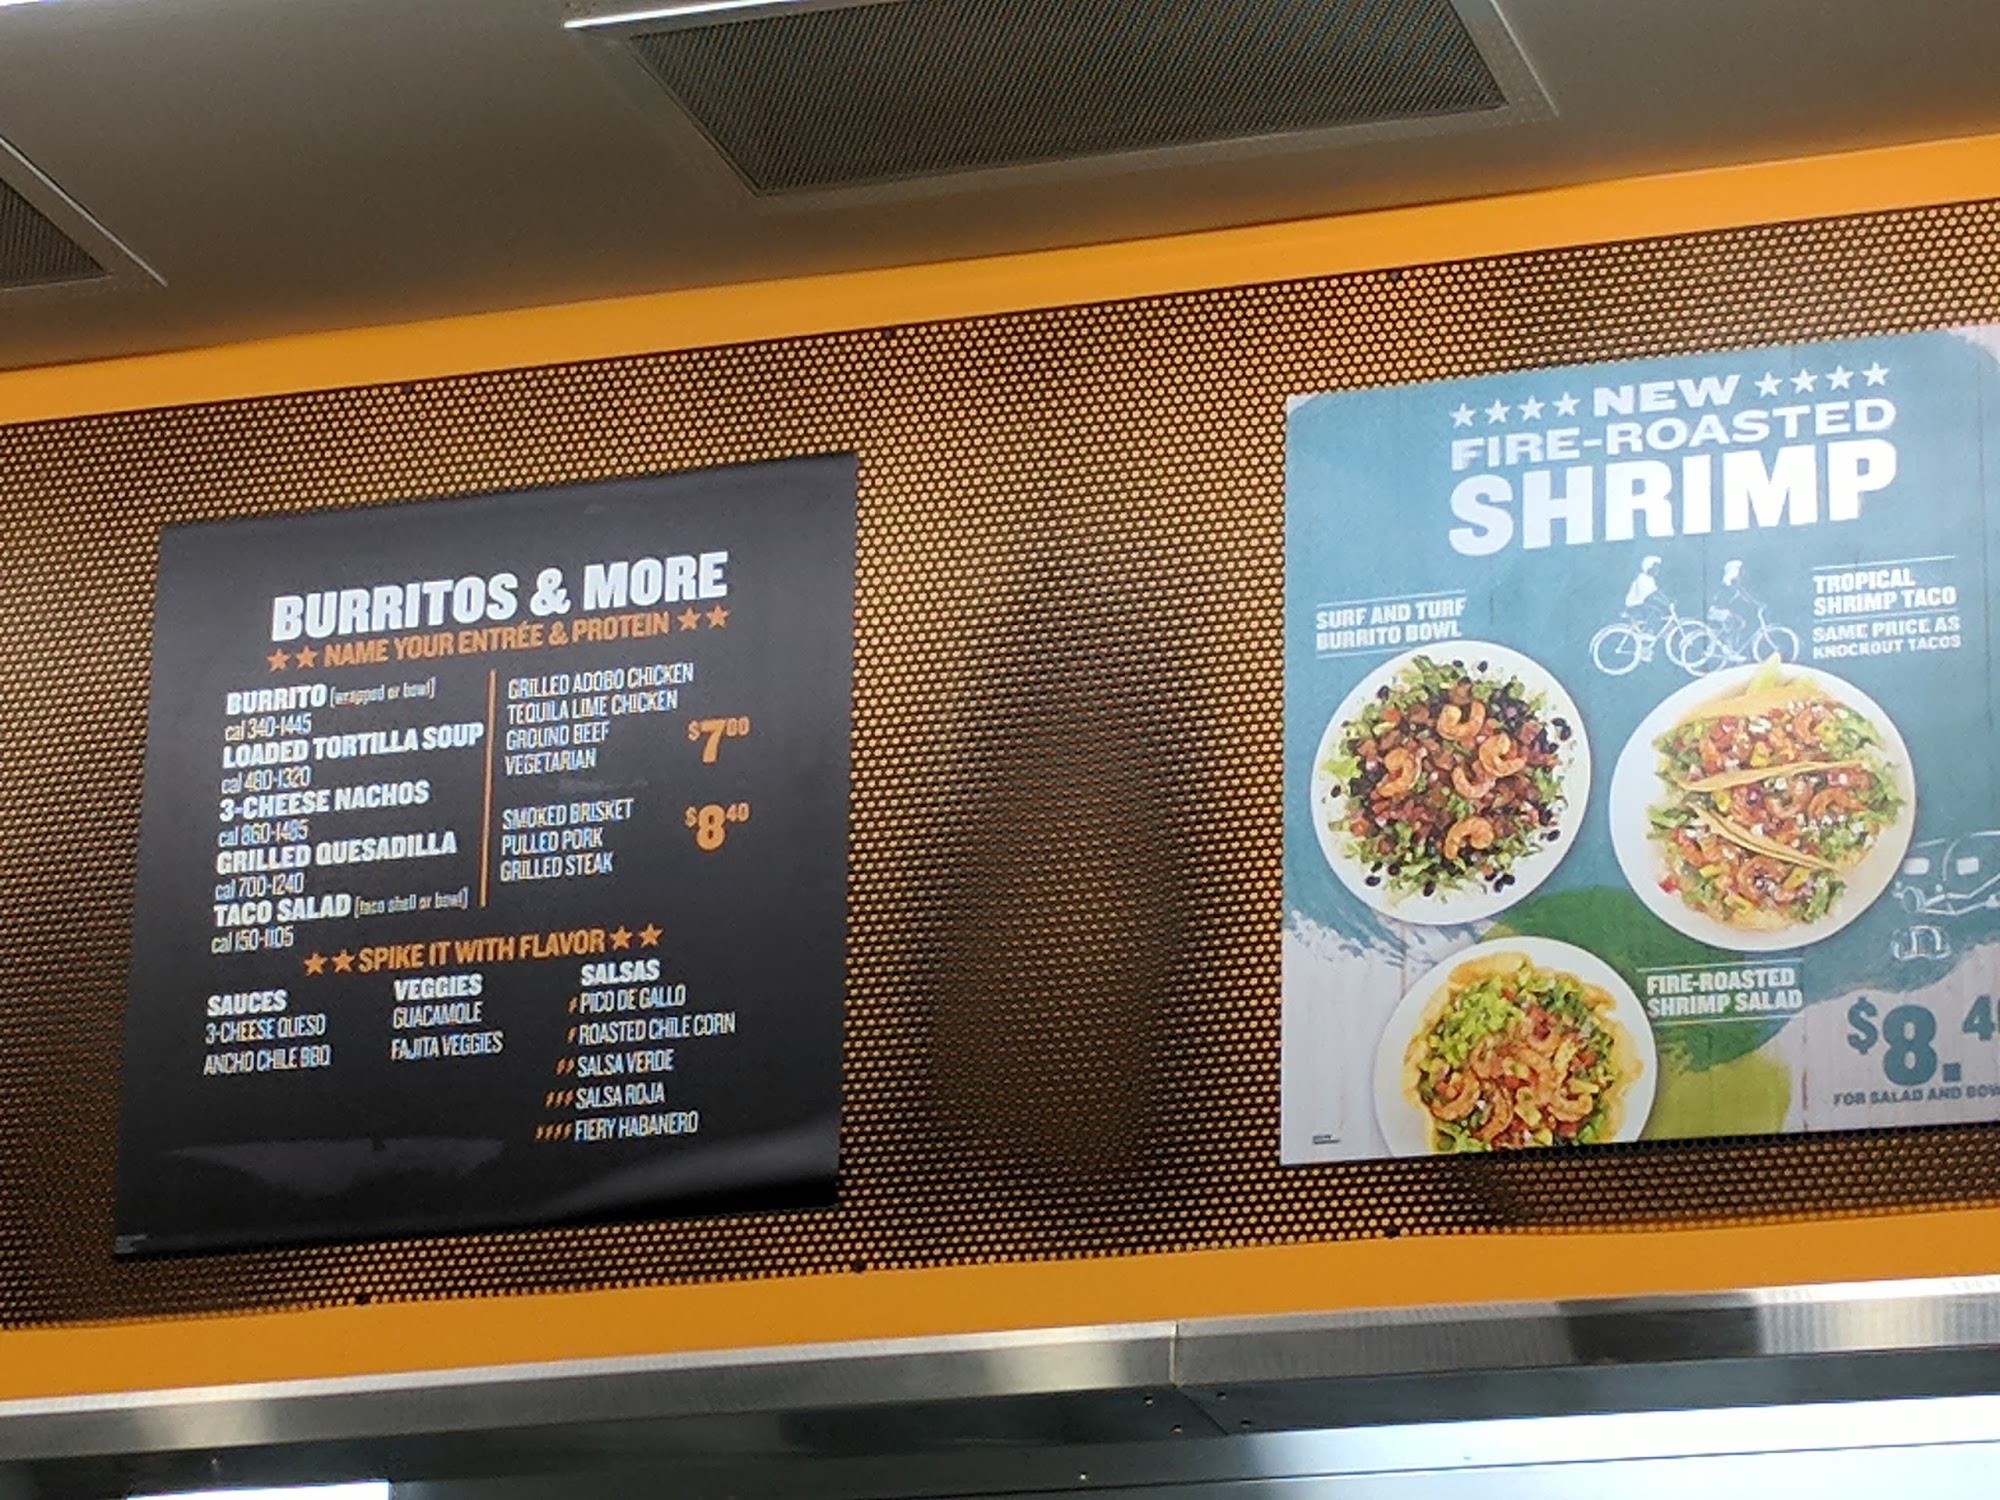 BURRITOS & MORE
NAME YOUR ENTRÉE & PROTEIN
BURRITO [wrapped or bowl]
cal 340-1445
LOADED TORTILLA SOUP
cal 480-1320
3-CHEESE NACHOS
cal 860-1485
GRILLED QUESADILLA
cal 700-1240
TACO SALAD [taco shell or bowl]
cal 150-1105
GRILLED ADOBO CHICKEN
TEQUILA LIME CHICKEN
GROUND BEEF
VEGETARIAN
$7
SMOKED BRISKET
PULLED PORK
GRILLED STEAK
$8 40
SPIKE IT WITH FLAVOR
SAUCES
3-CHEESE QUESO
ANCHO CHILE BBQ
VEGGIES
GUACAMOLE
FAJITA VEGGIES
SALSAS
PICO DE GALLO
ROASTED CHILE CORN
SALSA VERDE
SALSA ROJA
FIERY HABANERO
NEW
FIRE-ROASTED
SHRIMP
SURF AND TURF
BURRITO BOWL
TROPICAL
SHRIMP TACO
SAME PRICE AS
KNOCKOUT TACOS
FIRE-ROASTED
SHRIMP SALAD
$8.4
FOR SALAD AND BOW